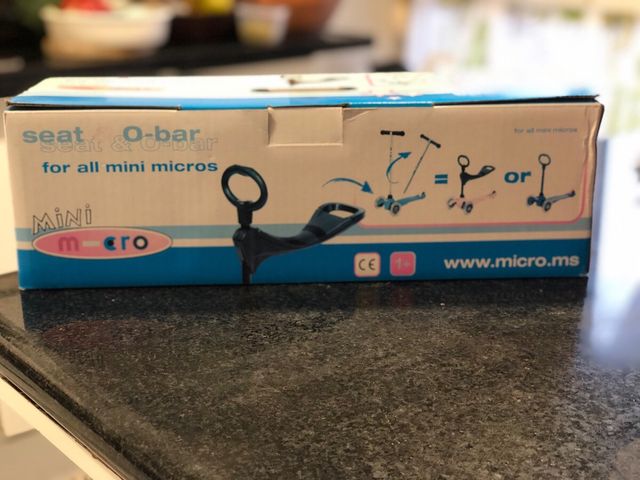 seat O-bar
seat & O-bar
for all mini micros
for all mini micros
= or
MiNi
m-cro
CE
1+
www.micro.ms